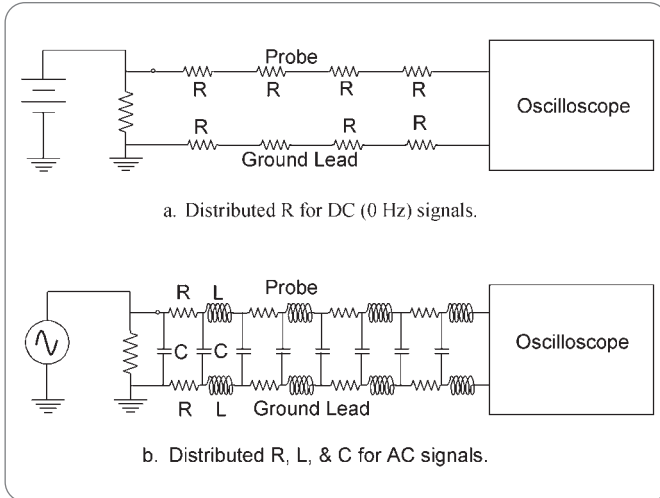 Probe
R R R R
Oscilloscope
R R R
Ground Lead
a. Distributed R for DC (0 Hz) signals.
R L Probe
C C
Oscilloscope
R L Ground Lead
b. Distributed R, L, & C for AC signals.